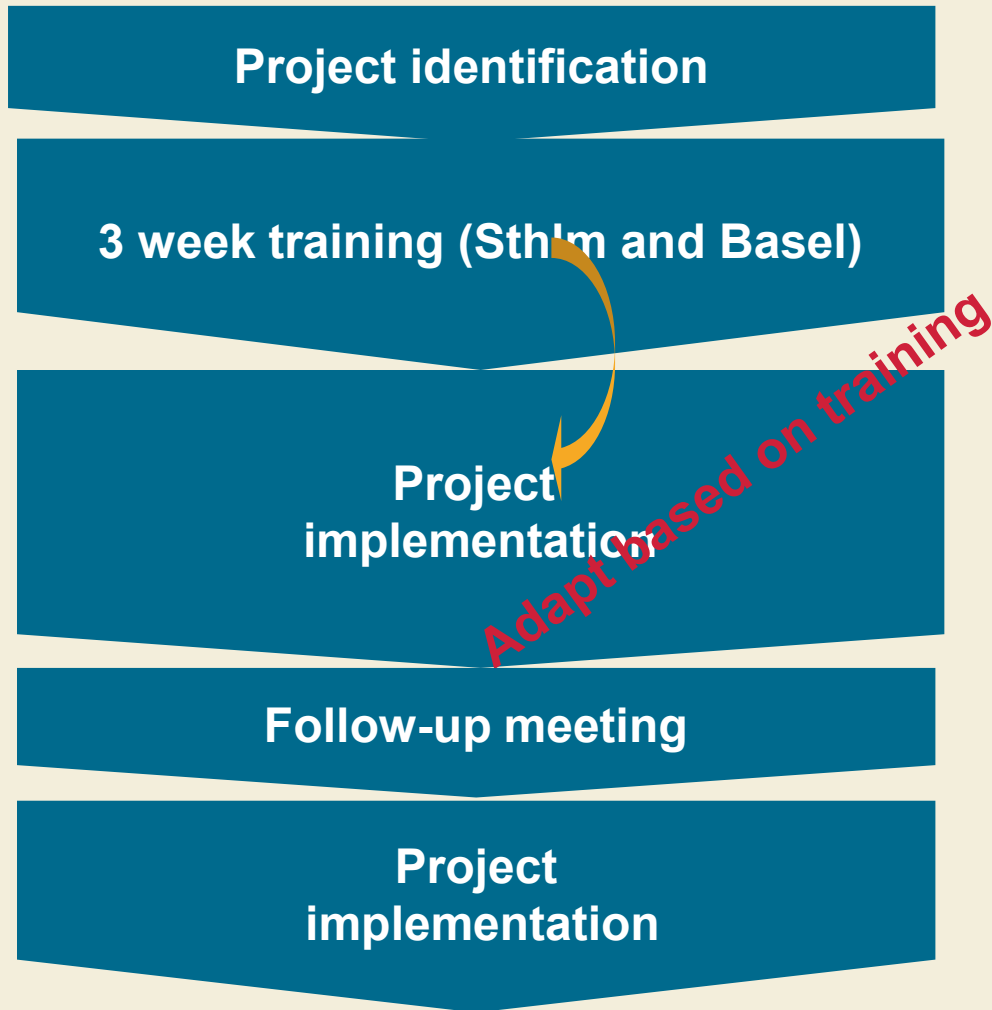 Project identification
3 week training (Sthlm and Basel)
Project
implementation
Adapt based on training
Follow-up meeting
Project
implementation